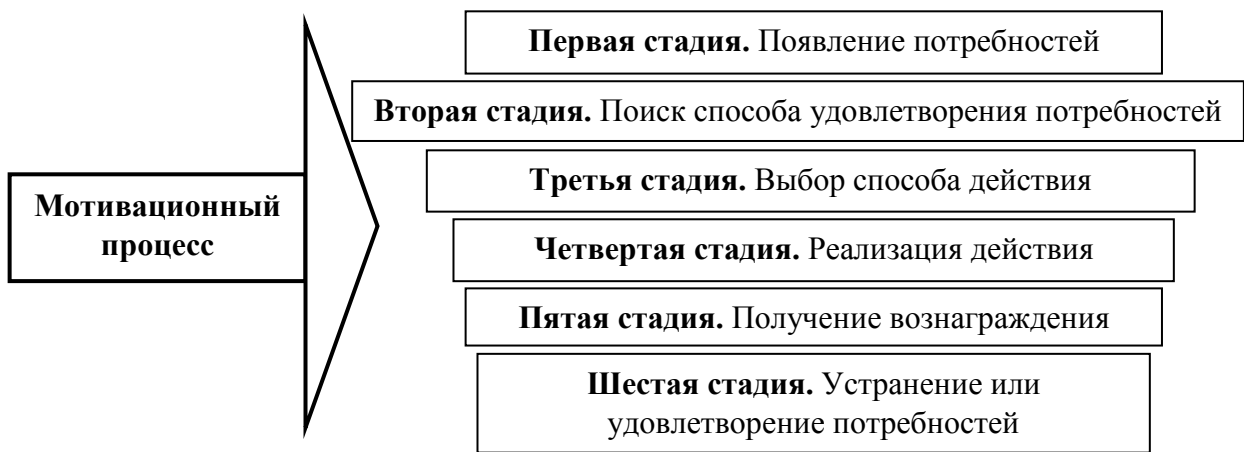 Мотивационный
процесс
Первая стадия. Появление потребностей
Вторая стадия. Поиск способа удовлетворения потребностей
Третья стадия. Выбор способа действия
Четвертая стадия. Реализация действия
Пятая стадия. Получение вознаграждения
Шестая стадия. Устранение или
удовлетворение потребностей